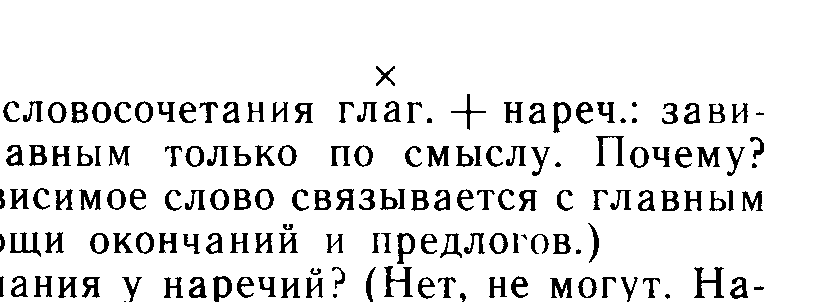 ×
словосочетания глаг. + нареч.: зави-
авным только по смыслу. Почему?
висимое слово связывается с главным
ощи окончаний и предлогов.)
ания у наречий? (Нет, не могут. На-